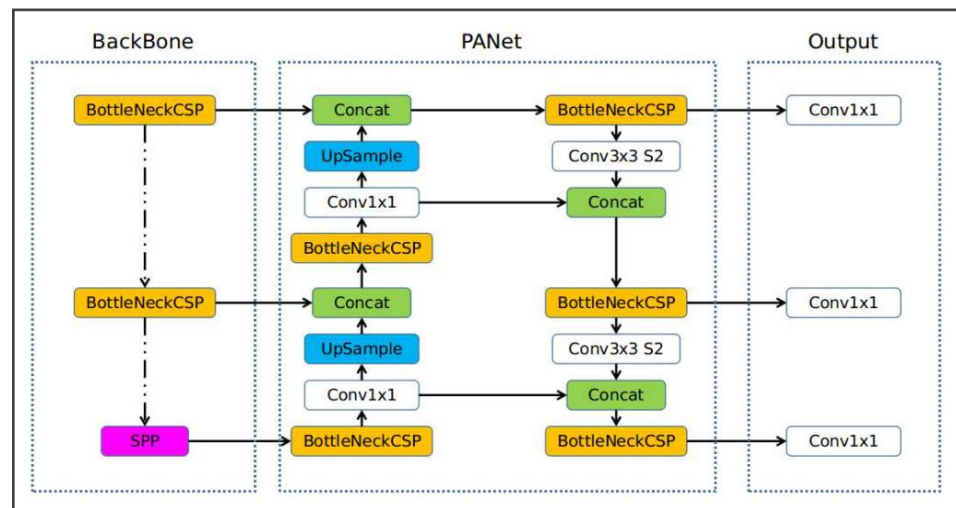 BackBone
PANet
Output
BottleNeckCSP
Concat
BottleNeckCSP
Conv1x1
UpSample
Conv3x3 S2
Conv1x1
Concat
BottleNeckCSP
BottleNeckCSP
Concat
BottleNeckCSP
Conv1x1
UpSample
Conv3x3 S2
Conv1x1
Concat
SPP
BottleNeckCSP
BottleNeckCSP
Conv1x1